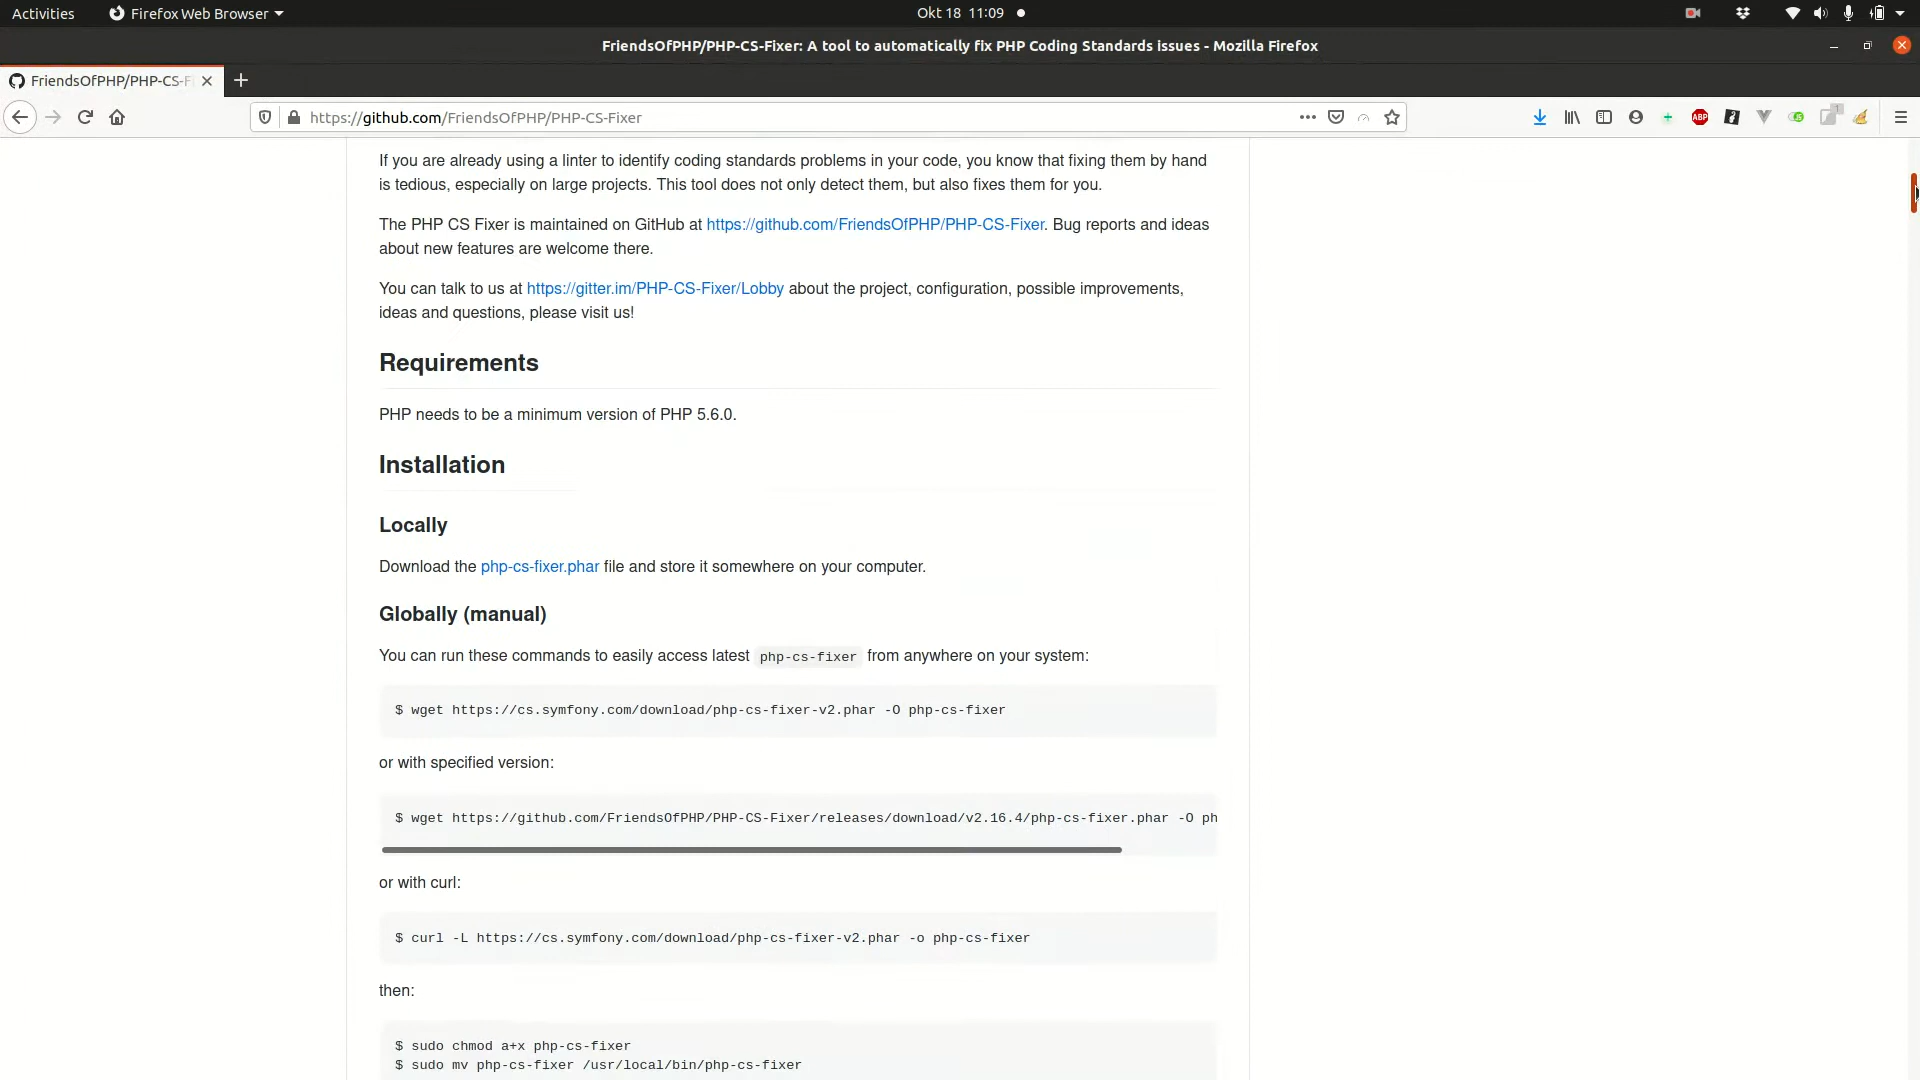 Activities
Firefox Web Browser
Okt 18 11:09
FriendsOfPHP/PHP-CS-Fixer: A tool to automatically fix PHP Coding Standards issues - Mozilla Firefox
FriendsOfPHP/PHP-CS-Fi
https://github.com/FriendsOfPHP/PHP-CS-Fixer
ABP
1
If you are already using a linter to identify coding standards problems in your code, you know that fixing them by hand
is tedious, especially on large projects. This tool does not only detect them, but also fixes them for you.
The PHP CS Fixer is maintained on GitHub at https://github.com/FriendsOfPHP/PHP-CS-Fixer. Bug reports and ideas
about new features are welcome there.
You can talk to us at https://gitter.im/PHP-CS-Fixer/Lobby about the project, configuration, possible improvements,
ideas and questions, please visit us!
Requirements
PHP needs to be a minimum version of PHP 5.6.0.
Installation
Locally
Download the php-cs-fixer.phar file and store it somewhere on your computer.
Globally (manual)
You can run these commands to easily access latest php-cs-fixer from anywhere on your system:
$ wget https://cs.symfony.com/download/php-cs-fixer-v2.phar -O php-cs-fixer
or with specified version:
$ wget https://github.com/FriendsOfPHP/PHP-CS-Fixer/releases/download/v2.16.4/php-cs-fixer.phar -O ph
or with curl:
$ curl -L https://cs.symfony.com/download/php-cs-fixer-v2.phar -o php-cs-fixer
then:
$ sudo chmod a+x php-cs-fixer
$ sudo mv php-cs-fixer /usr/local/bin/php-cs-fixer